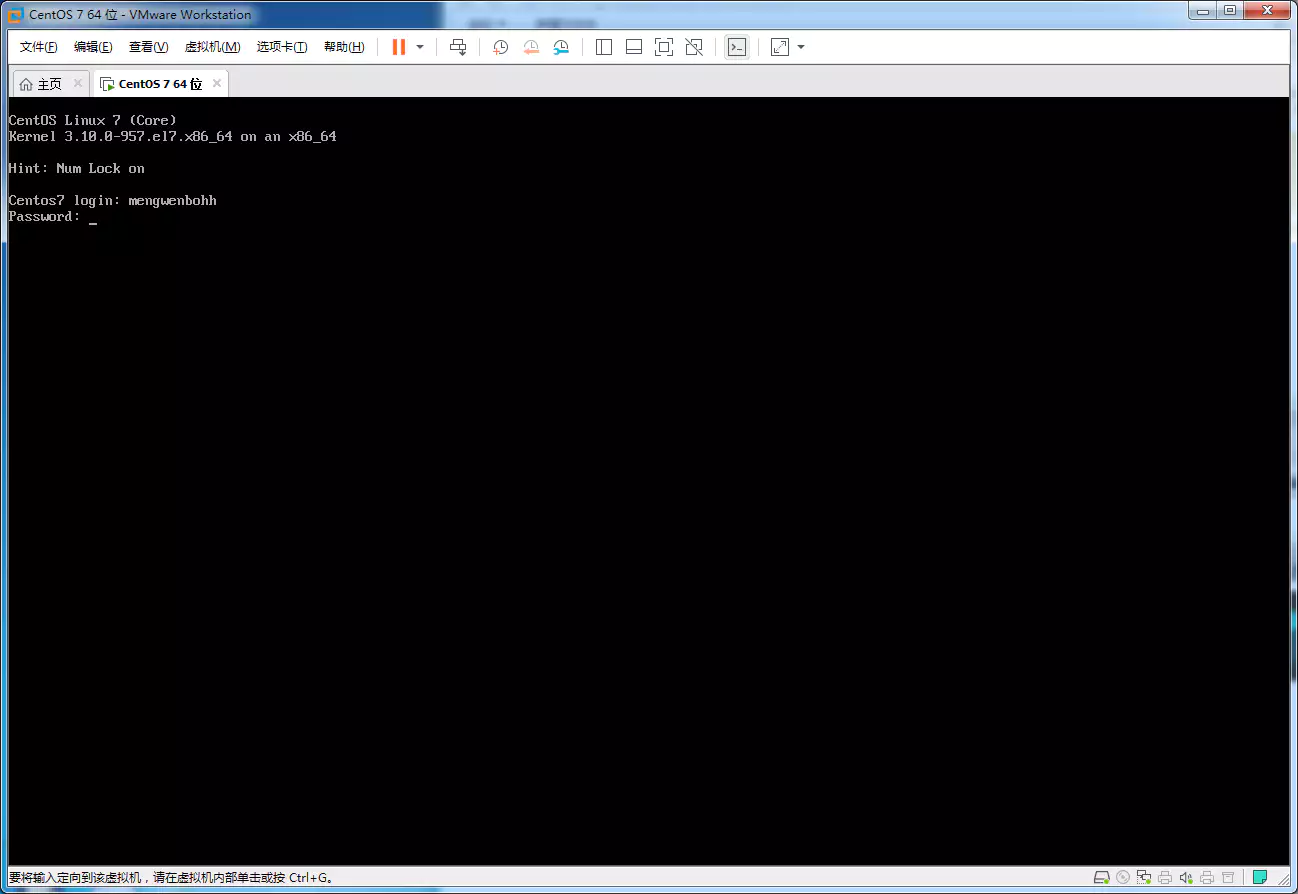 CentOS 7 64 位 - VMware Workstation
文件(F) 编辑(E) 查看(V) 虚拟机(M) 选项卡(T) 帮助(H)
主页 CentOS 7 64 位
CentOS Linux 7 (Core)
Kernel 3.10.0-957.el7.x86_64 on an x86_64
Hint: Num Lock on
Centos7 login: mengwenbohh
Password: _
要将输入定向到该虚拟机，请在虚拟机内部单击或按 Ctrl+G。